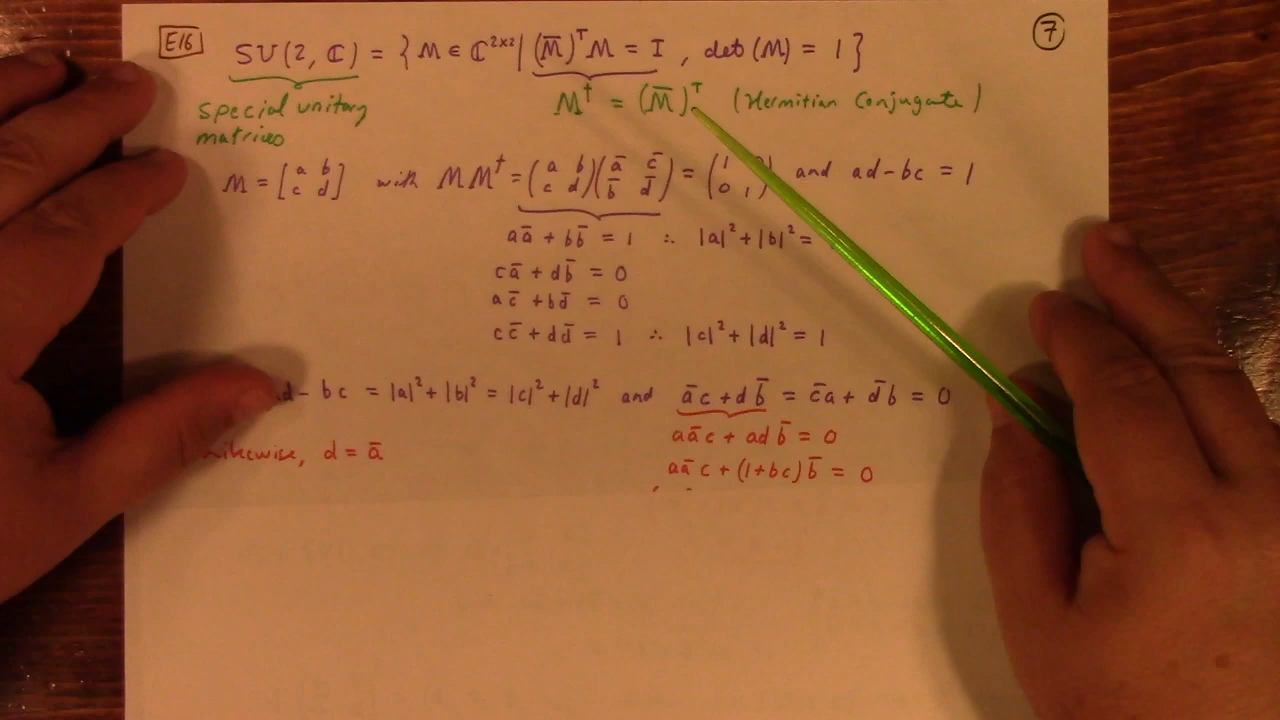 E16
7
SU(2, ℂ) = { M ∈ ℂ^{2×2} | (M̄)^T M = I , det(M) = 1 }
special unitary
matrices
M† = (M̄)^T (Hermitian Conjugate)
M = [a b; c d] with MM† = (a b; c d)(ā c̄; b̄ d̄) = (1 0; 0 1) and ad-bc = 1
aā + bb̄ = 1 ∴ |a|² + |b|² =
cā + db̄ = 0
ac̄ + bd̄ = 0
cc̄ + dd̄ = 1 ∴ |c|² + |d|² = 1
ad - bc = |a|² + |b|² = |c|² + |d|² and āc + db̄ = c̄a + d̄b = 0
aāc + adb̄ = 0
Likewise, d = ā
aāc + (1+bc)b̄ = 0